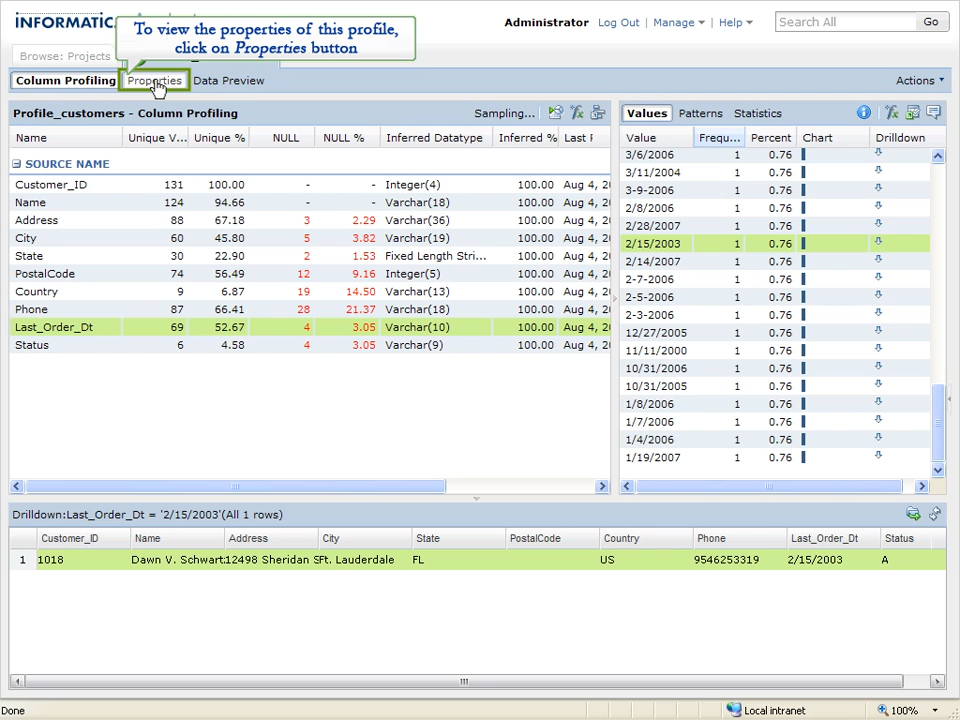 INFORMATIC
To view the properties of this profile,
click on Properties button
Administrator Log Out Manage Help Search All Go
Browse: Projects
Column Profiling Properties Data Preview Actions
Profile_customers - Column Profiling Sampling...
Name Unique V... Unique % NULL NULL % Inferred Datatype Inferred % Last
SOURCE NAME
Customer_ID 131 100.00 - - Integer(4) 100.00 Aug 4, 20
Name 124 94.66 - - Varchar(18) 100.00 Aug 4, 20
Address 88 67.18 3 2.29 Varchar(36) 100.00 Aug 4, 20
City 60 45.80 5 3.82 Varchar(19) 100.00 Aug 4, 20
State 30 22.90 2 1.53 Fixed Length Stri... 100.00 Aug 4, 20
PostalCode 74 56.49 12 9.16 Integer(5) 100.00 Aug 4, 20
Country 9 6.87 19 14.50 Varchar(13) 100.00 Aug 4, 20
Phone 87 66.41 28 21.37 Varchar(18) 100.00 Aug 4, 20
Last_Order_Dt 69 52.67 4 3.05 Varchar(10) 100.00 Aug 4, 20
Status 6 4.58 4 3.05 Varchar(9) 100.00 Aug 4, 20
Values Patterns Statistics
Value Frequ... Percent Chart Drilldown
3/6/2006 1 0.76
3/11/2004 1 0.76
3-9-2006 1 0.76
2/8/2006 1 0.76
2/28/2007 1 0.76
2/15/2003 1 0.76
2/14/2007 1 0.76
2-7-2006 1 0.76
2-5-2006 1 0.76
2-3-2006 1 0.76
12/27/2005 1 0.76
11/11/2000 1 0.76
10/31/2006 1 0.76
10/31/2005 1 0.76
1/8/2006 1 0.76
1/7/2006 1 0.76
1/4/2006 1 0.76
1/19/2007 1 0.76
Drilldown:Last_Order_Dt = '2/15/2003'(All 1 rows)
Customer_ID Name Address City State PostalCode Country Phone Last_Order_Dt Status
1 1018 Dawn V. Schwart 12498 Sheridan S Ft. Lauderdale FL US 9546253319 2/15/2003 A
Done Local intranet 100%